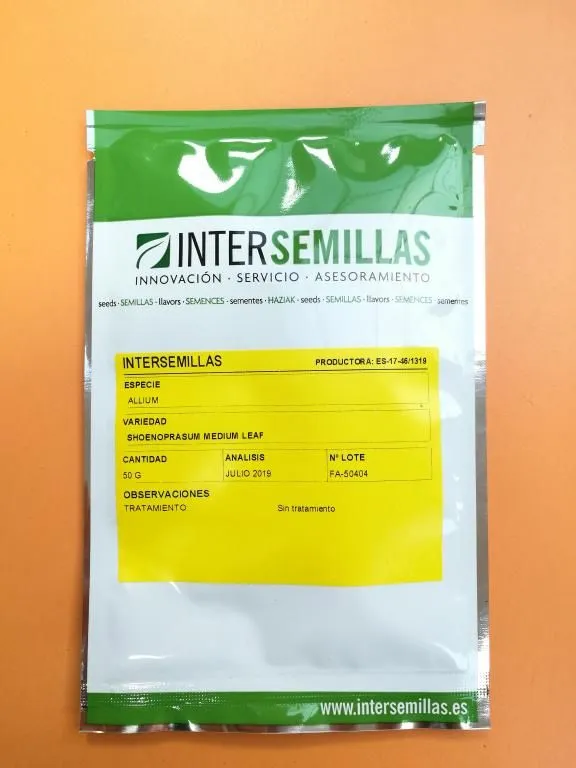 INTERSEMILLAS
INNOVACIÓN · SERVICIO · ASESORAMIENTO
seeds · SEMILLAS · llavors · SEMENCES · sementes · HAZIAK · seeds · SEMILLAS · llavors · SEMENCES · sementes
INTERSEMILLAS PRODUCTORA: ES-17-46/1319
ESPECIE
ALLIUM
VARIEDAD
SHOENOPRASUM MEDIUM LEAF
CANTIDAD ANALISIS Nº LOTE
50 G JULIO 2019 FA-50404
OBSERVACIONES
TRATAMIENTO Sin tratamiento
www.intersemillas.es